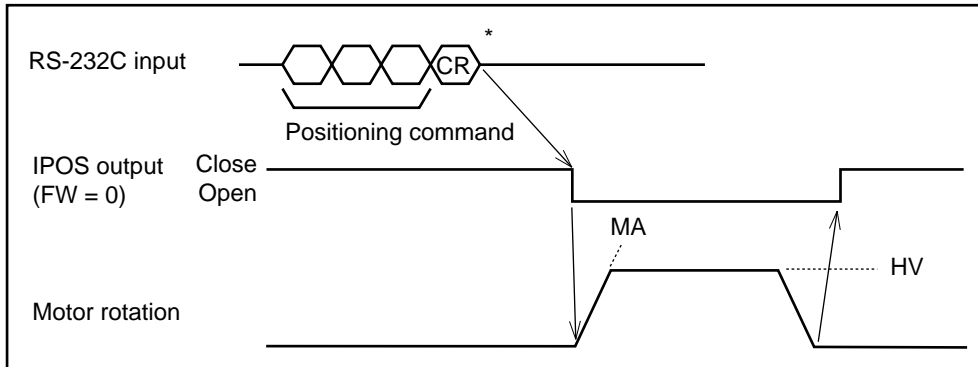 *
RS-232C input
CR
Positioning command
IPOS output
(FW = 0)
Close
Open
MA
HV
Motor rotation